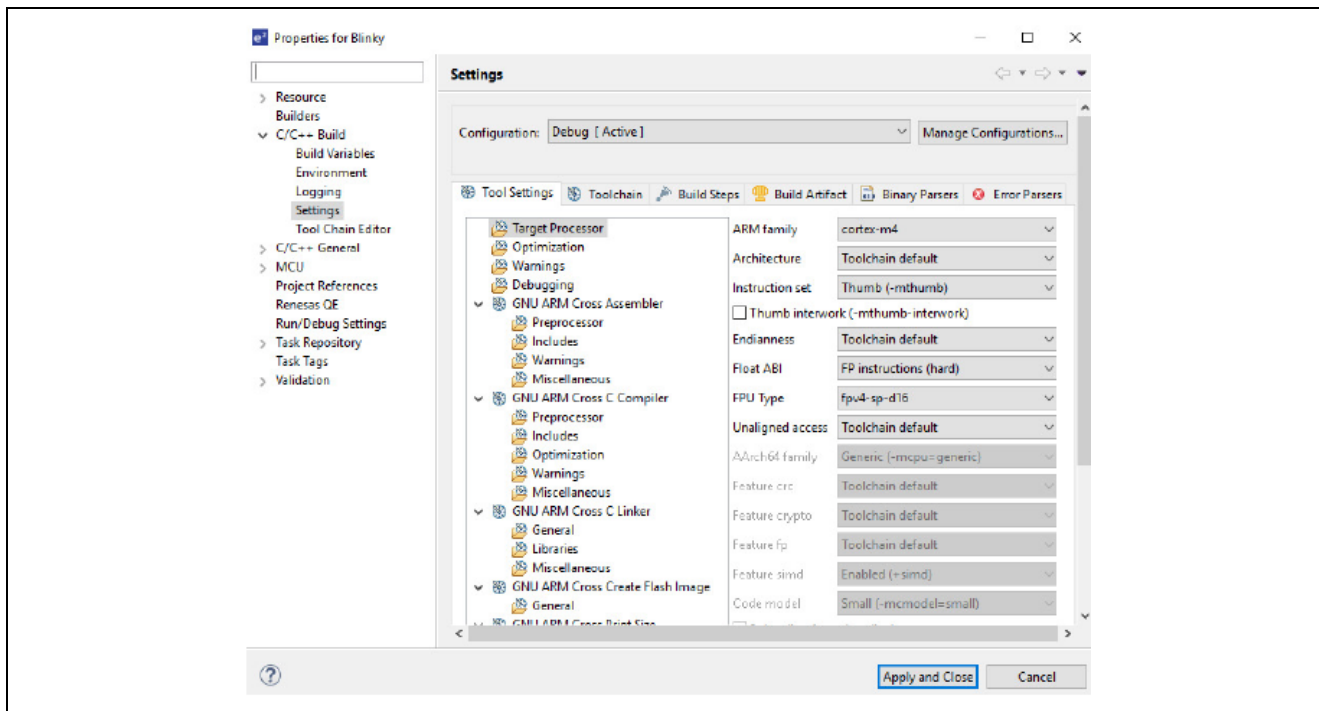 e² Properties for Blinky
Settings
Resource
Builders
C/C++ Build
Build Variables
Environment
Logging
Settings
Tool Chain Editor
C/C++ General
MCU
Project References
Renesas QE
Run/Debug Settings
Task Repository
Task Tags
Validation
Configuration: Debug [ Active ] Manage Configurations...
Tool Settings Toolchain Build Steps Build Artifact Binary Parsers Error Parsers
Target Processor
Optimization
Warnings
Debugging
GNU ARM Cross Assembler
Preprocessor
Includes
Warnings
Miscellaneous
GNU ARM Cross C Compiler
Preprocessor
Includes
Optimization
Warnings
Miscellaneous
GNU ARM Cross C Linker
General
Libraries
Miscellaneous
GNU ARM Cross Create Flash Image
General
GNU ARM Cross Print Size
ARM family cortex-m4
Architecture Toolchain default
Instruction set Thumb (-mthumb)
Thumb interwork (-mthumb-interwork)
Endianness Toolchain default
Float ABI FP instructions (hard)
FPU Type fpv4-sp-d16
Unaligned access Toolchain default
AArch64 family Generic (-mcpu=generic)
Feature crc Toolchain default
Feature crypto Toolchain default
Feature fp Toolchain default
Feature simd Enabled (+simd)
Code model Small (-mcmodel=small)
? Apply and Close Cancel